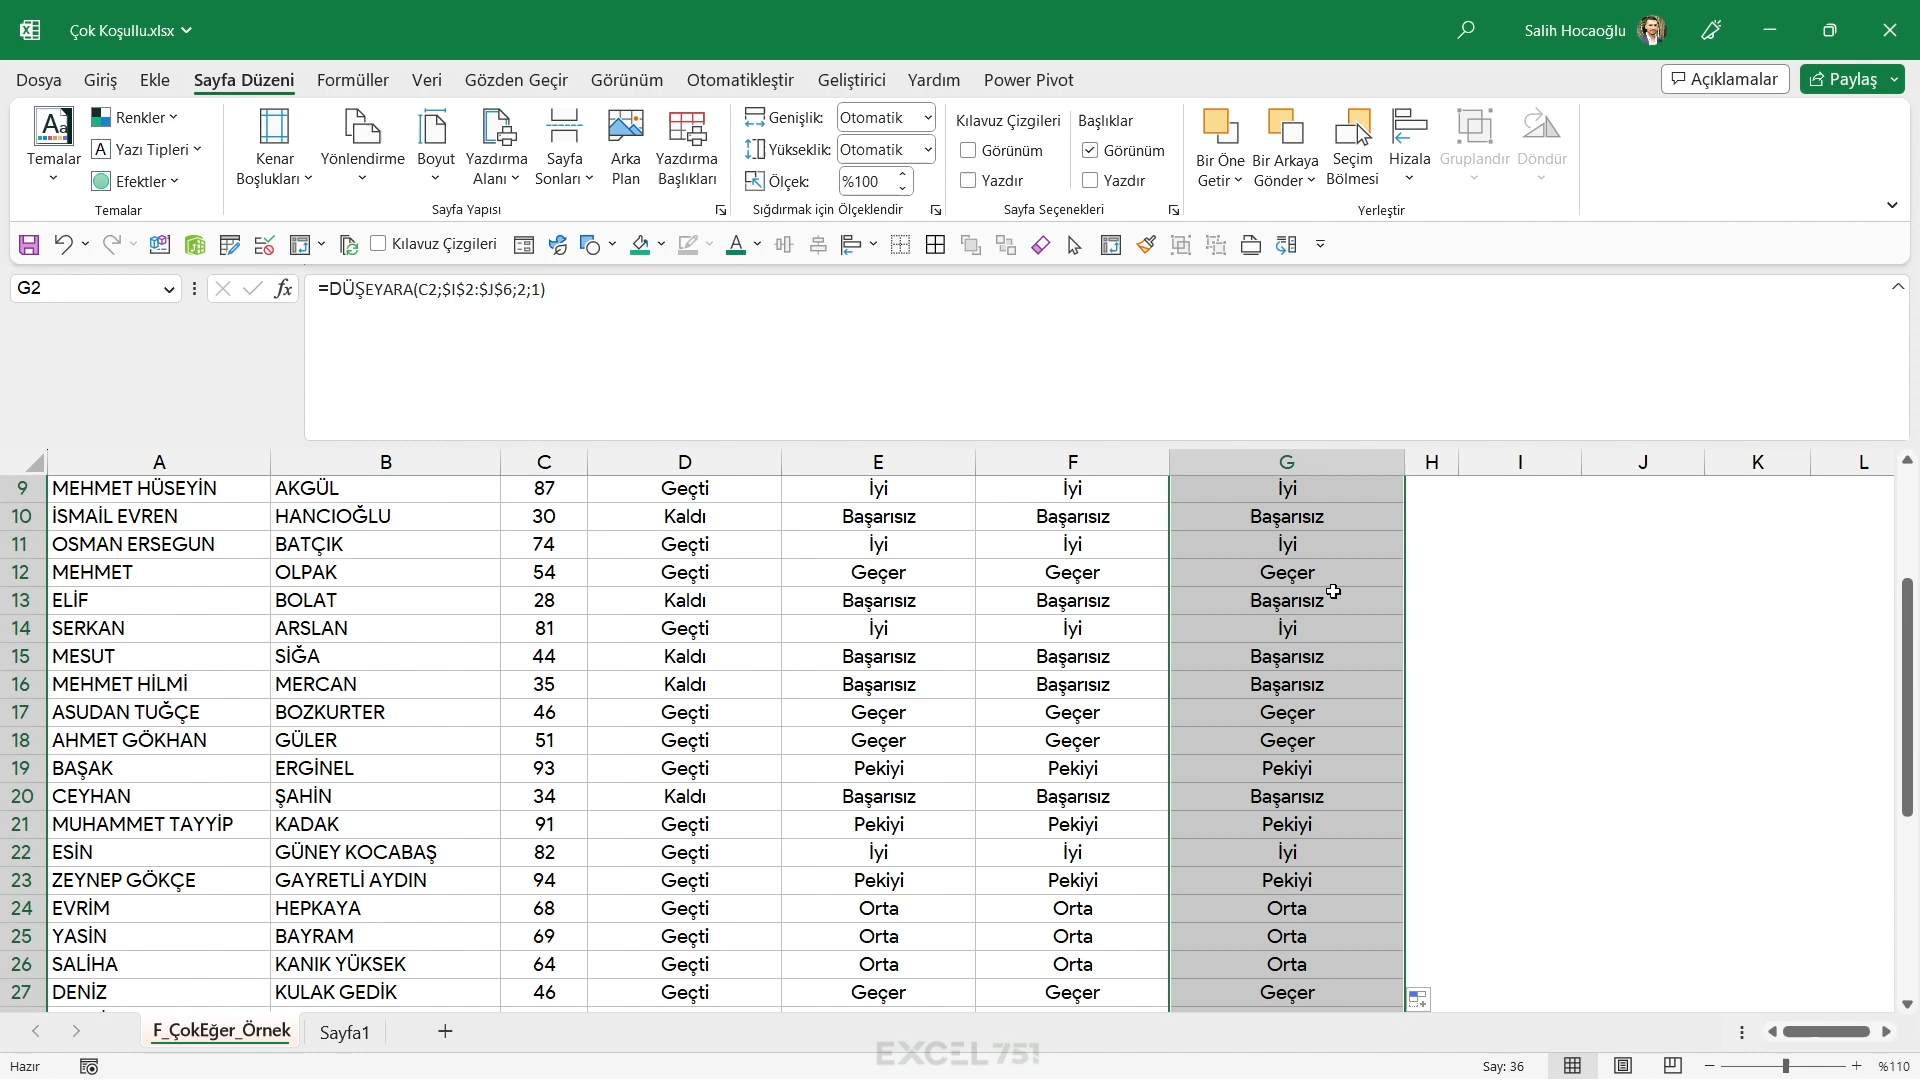 Çok Koşullu.xlsx
Salih Hocaoğlu
Dosya Giriş Ekle Sayfa Düzeni Formüller Veri Gözden Geçir Görünüm Otomatikleştir Geliştirici Yardım Power Pivot
Açıklamalar Paylaş
Aa
Temalar
Renkler
A Yazı Tipleri
Efektler
Temalar
Kenar Boşlukları
Yönlendirme
Boyut
Yazdırma Alanı
Sayfa Sonları
Arka Plan
Yazdırma Başlıkları
Sayfa Yapısı
Genişlik: Otomatik
Yükseklik: Otomatik
Ölçek: %100
Sığdırmak için Ölçeklendir
Kılavuz Çizgileri
Görünüm
Yazdır
Başlıklar
Görünüm
Yazdır
Sayfa Seçenekleri
Bir Öne Getir
Bir Arkaya Gönder
Seçim Bölmesi
Hizala
Gruplandır
Döndür
Yerleştir
Kılavuz Çizgileri
A
G2
fx
=DÜŞEYARA(C2;$I$2:$J$6;2;1)
A B C D E F G H I J K L
9 MEHMET HÜSEYİN AKGÜL 87 Geçti İyi İyi İyi
10 İSMAİL EVREN HANCIOĞLU 30 Kaldı Başarısız Başarısız Başarısız
11 OSMAN ERSEGUN BATÇIK 74 Geçti İyi İyi İyi
12 MEHMET OLPAK 54 Geçti Geçer Geçer Geçer
13 ELİF BOLAT 28 Kaldı Başarısız Başarısız Başarısız
14 SERKAN ARSLAN 81 Geçti İyi İyi İyi
15 MESUT SİĞA 44 Kaldı Başarısız Başarısız Başarısız
16 MEHMET HİLMİ MERCAN 35 Kaldı Başarısız Başarısız Başarısız
17 ASUDAN TUĞÇE BOZKURTER 46 Geçti Geçer Geçer Geçer
18 AHMET GÖKHAN GÜLER 51 Geçti Geçer Geçer Geçer
19 BAŞAK ERGİNEL 93 Geçti Pekiyi Pekiyi Pekiyi
20 CEYHAN ŞAHİN 34 Kaldı Başarısız Başarısız Başarısız
21 MUHAMMET TAYYİP KADAK 91 Geçti Pekiyi Pekiyi Pekiyi
22 ESİN GÜNEY KOCABAŞ 82 Geçti İyi İyi İyi
23 ZEYNEP GÖKÇE GAYRETLİ AYDIN 94 Geçti Pekiyi Pekiyi Pekiyi
24 EVRİM HEPKAYA 68 Geçti Orta Orta Orta
25 YASİN BAYRAM 69 Geçti Orta Orta Orta
26 SALİHA KANIK YÜKSEK 64 Geçti Orta Orta Orta
27 DENİZ KULAK GEDİK 46 Geçti Geçer Geçer Geçer
F_ÇokEğer_Örnek Sayfa1
EXCEL 751
Hazır
Say: 36
%110